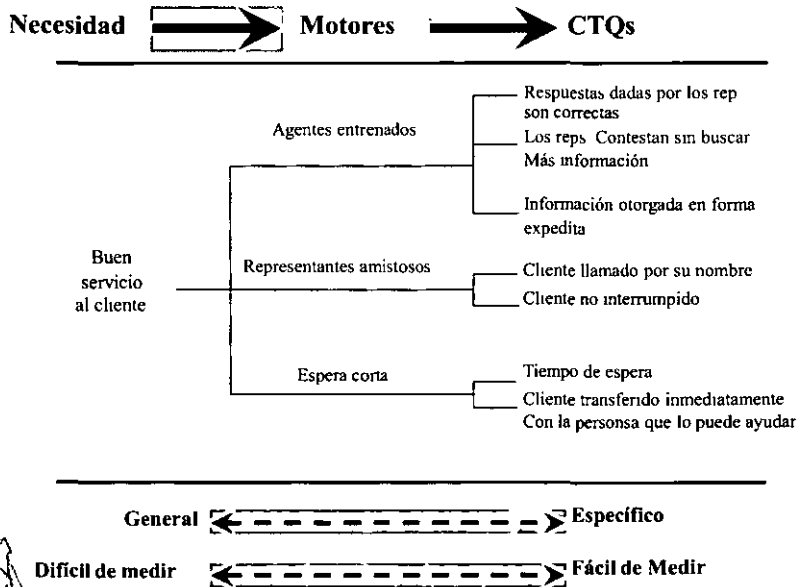 Necesidad Motores CTQs
Respuestas dadas por los rep
son correctas
Agentes entrenados
Los reps Contestan sin buscar
Más información
Información otorgada en forma
expedita
Buen
servicio
al cliente
Representantes amistosos
Cliente llamado por su nombre
Cliente no interrumpido
Espera corta
Tiempo de espera
Cliente transferido inmediatamente
Con la personsa que lo puede ayudar
General Específico
Difícil de medir Fácil de Medir